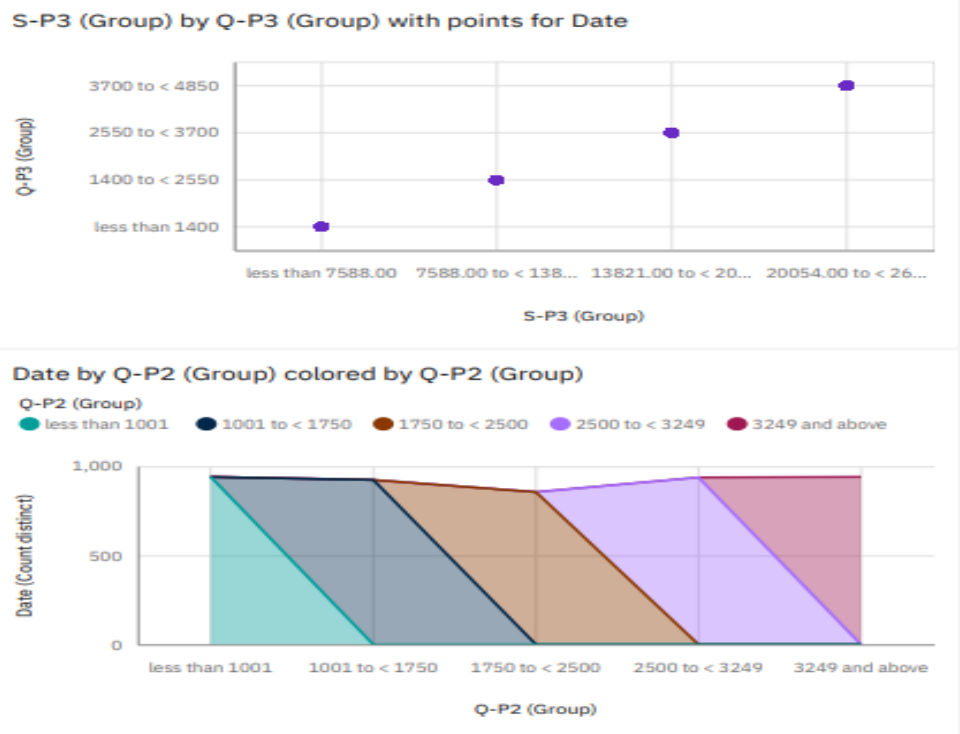 S-P3 (Group) by Q-P3 (Group) with points for Date
Q-P3 (Group)
3700 to < 4850
2550 to < 3700
1400 to < 2550
less than 1400
less than 7588.00 7588.00 to < 138... 13821.00 to < 20... 20054.00 to < 26...
S-P3 (Group)
Date by Q-P2 (Group) colored by Q-P2 (Group)
Q-P2 (Group)
less than 1001 1001 to < 1750 1750 to < 2500 2500 to < 3249 3249 and above
Date (Count distinct)
1,000
500
0
less than 1001 1001 to < 1750 1750 to < 2500 2500 to < 3249 3249 and above
Q-P2 (Group)